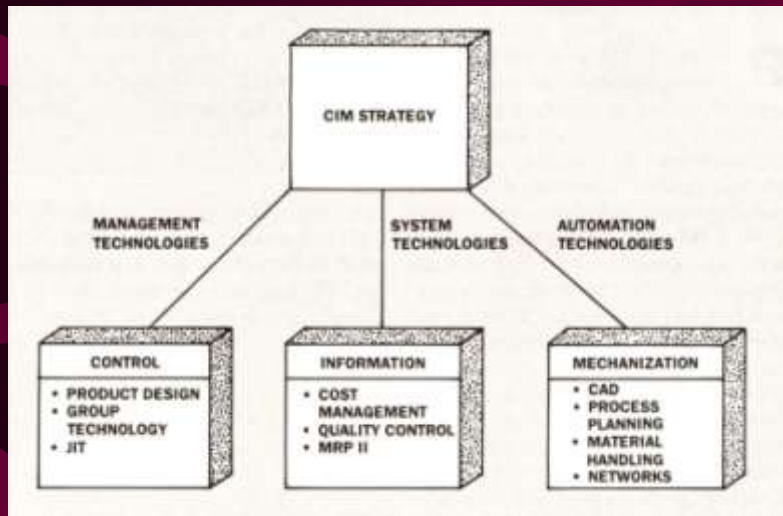 CIM STRATEGY
MANAGEMENT
TECHNOLOGIES
SYSTEM
TECHNOLOGIES
AUTOMATION
TECHNOLOGIES
CONTROL
• PRODUCT DESIGN
• GROUP
TECHNOLOGY
• JIT
INFORMATION
• COST
MANAGEMENT
• QUALITY CONTROL
• MRP II
MECHANIZATION
• CAD
• PROCESS
PLANNING
• MATERIAL
HANDLING
• NETWORKS